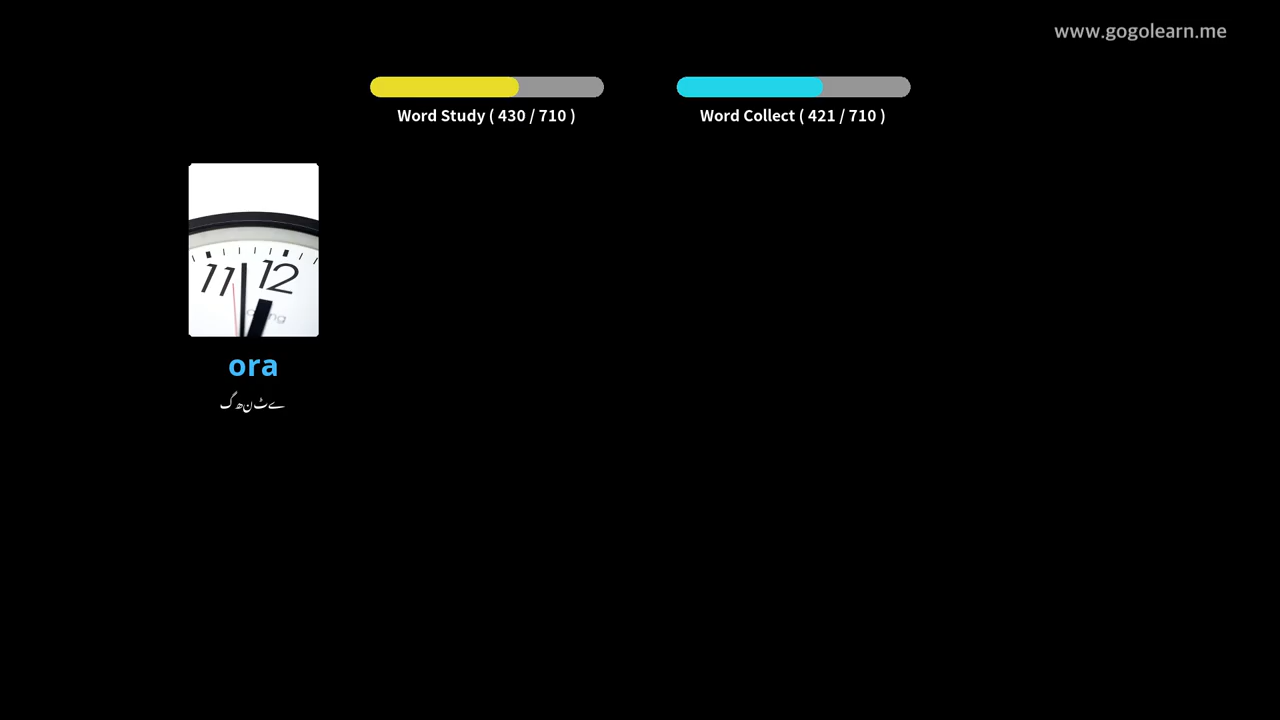 www.gogolearn.me
Word Study ( 430 / 710 )
Word Collect ( 421 / 710 )
11 12
ora
گھنٹے